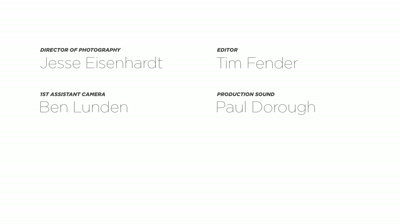 DIRECTOR OF PHOTOGRAPHY
Jesse Eisenhardt
EDITOR
Tim Fender
1ST ASSISTANT CAMERA
Ben Lunden
PRODUCTION SOUND
Paul Dorough